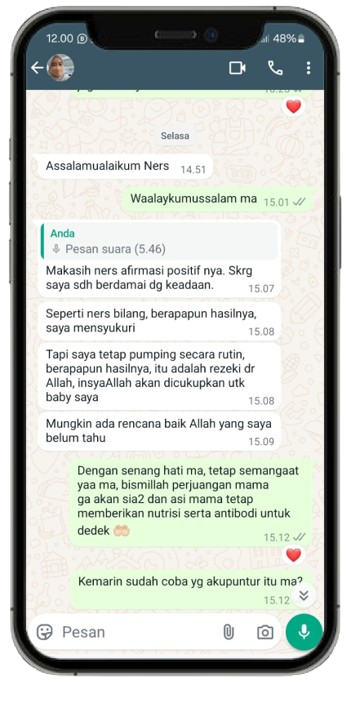 12.00
48%
Selasa
Assalamualaikum Ners 14.51
Waalaykumussalam ma 15.01
Anda
Pesan suara (5.46)
Makasih ners afirmasi positif nya. Skrg
saya sdh berdamai dg keadaan. 15.07
Seperti ners bilang, berapapun hasilnya,
saya mensyukuri 15.08
Tapi saya tetap pumping secara rutin,
berapapun hasilnya, itu adalah rezeki dr
Allah, insyaAllah akan dicukupkan utk
baby saya 15.08
Mungkin ada rencana baik Allah yang saya
belum tahu 15.09
Dengan senang hati ma, tetap semangaat
yaa ma, bismillah perjuangan mama
ga akan sia2 dan asi mama tetap
memberikan nutrisi serta antibodi untuk
dedek 🤲🏻
15.12
Kemarin sudah coba yg akupuntur itu ma?
15.12
Pesan